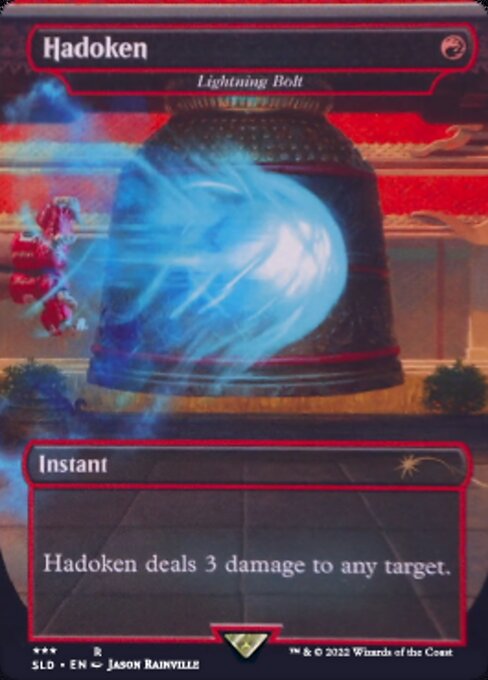 Hadoken
Lightning Bolt
Instant
Hadoken deals 3 damage to any target.
*** R
SLD • EN JASON RAINVILLE
™ & © 2022 Wizards of the Coast